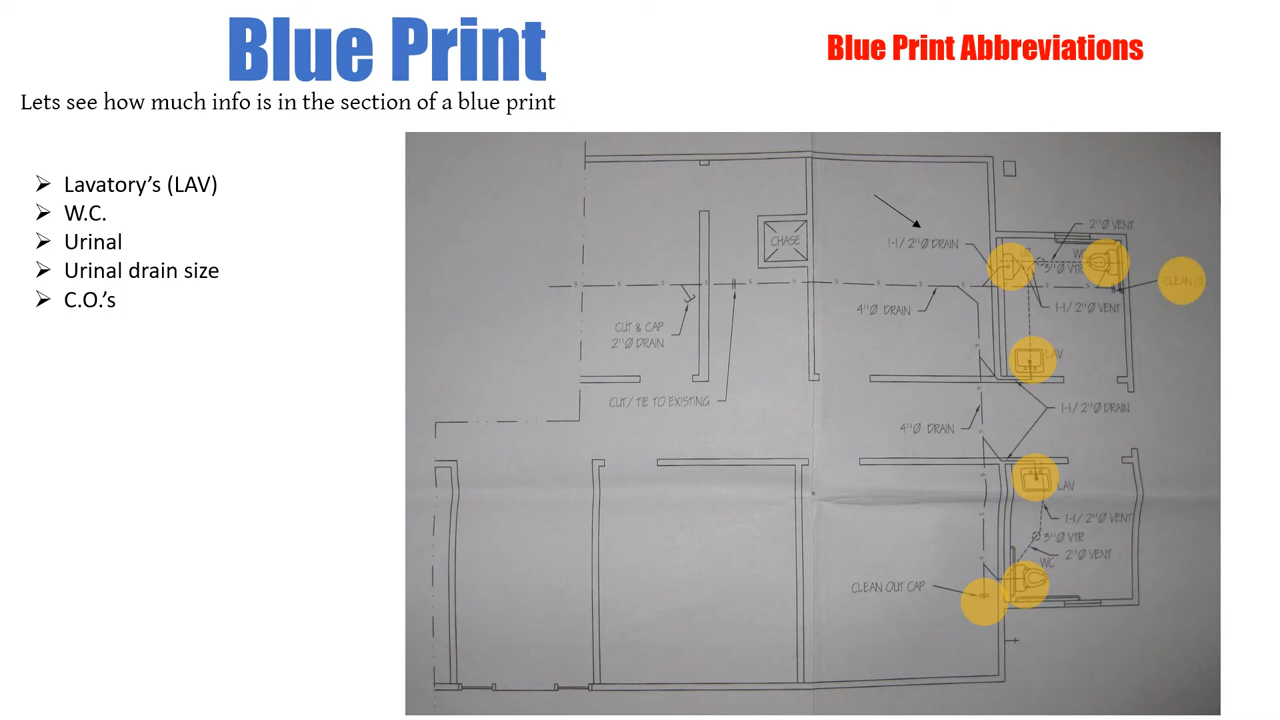 Blue Print
Blue Print Abbreviations
Lets see how much info is in the section of a blue print
Lavatory’s (LAV)
W.C.
Urinal
Urinal drain size
C.O.’s
2"Ø VENT
CHASE
1-1/ 2"Ø DRAIN
3"Ø VTR
CLEAN
4"Ø DRAIN
1-1/ 2"Ø VENT
CUT & CAP
2"Ø DRAIN
LAV
CUT/ TIE TO EXISTING
1-1/ 2"Ø DRAIN
4"Ø DRAIN
LAV
1-1/ 2"Ø VENT
3"Ø VTR
2"Ø VENT
WC
CLEAN OUT CAP